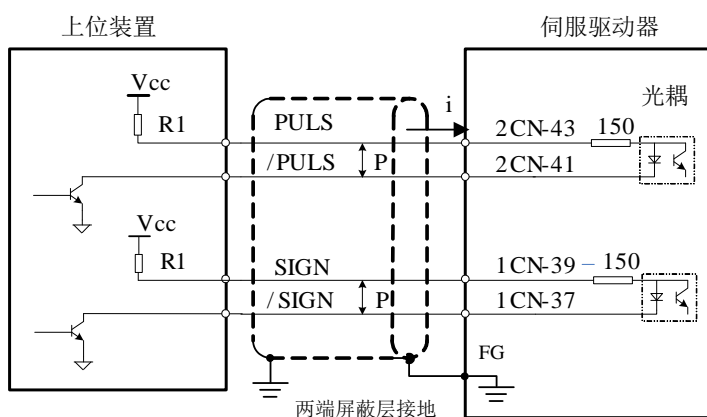 上位装置
伺服驱动器
Vcc
R1
PULS
i
2CN-43
150
光耦
/PULS
P
2CN-41
Vcc
R1
SIGN
1CN-39
150
/SIGN
P
1CN-37
FG
两端屏蔽层接地